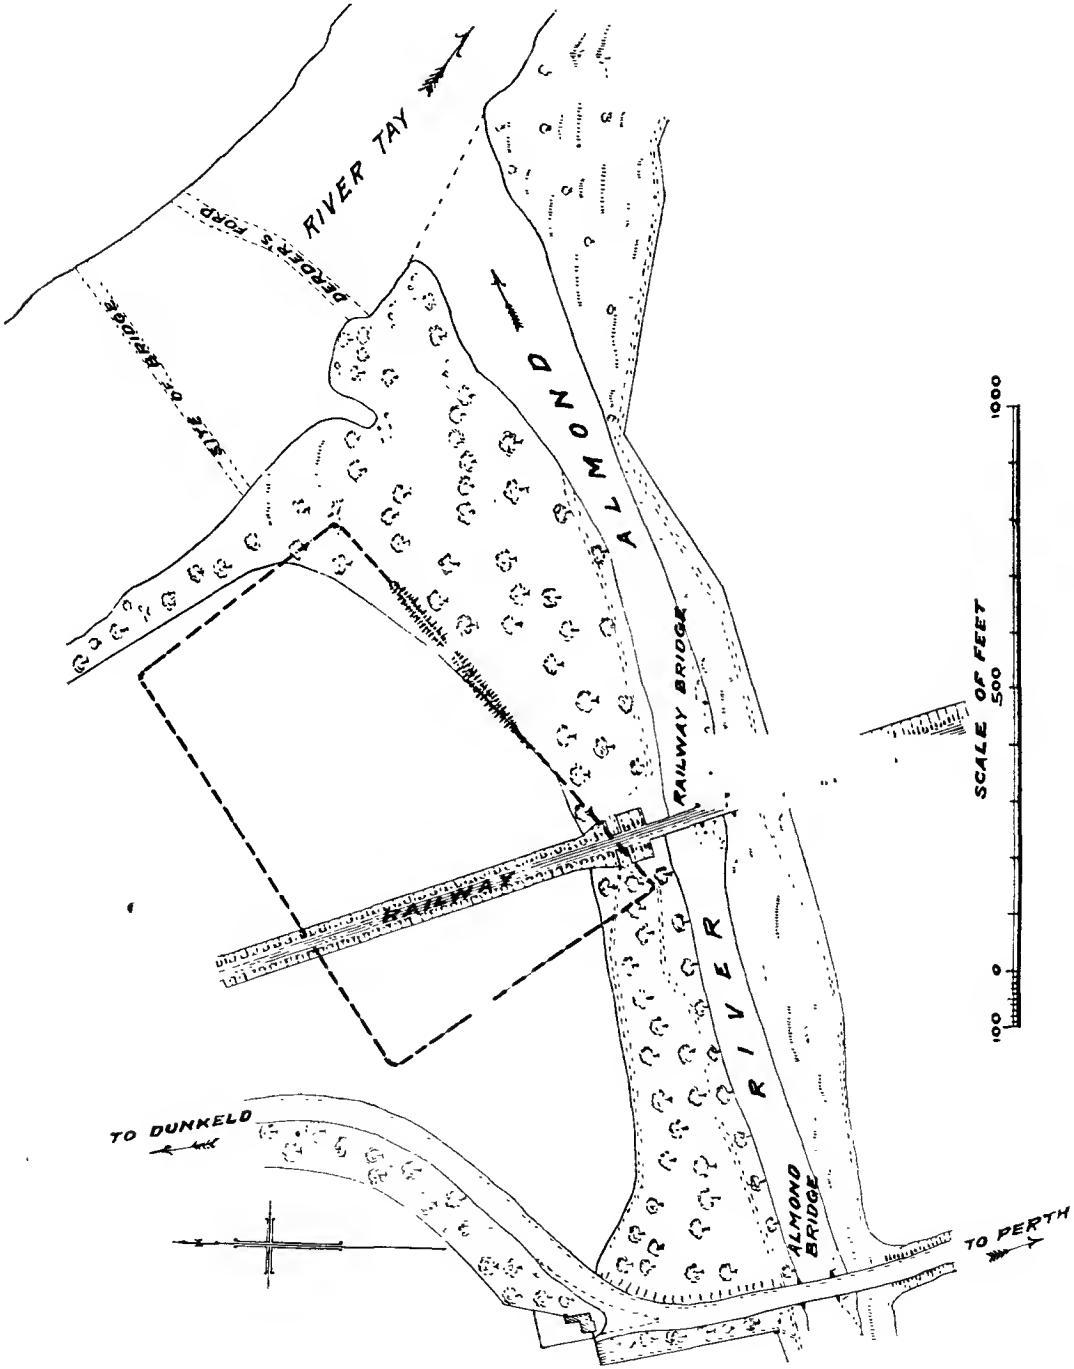 RIVER TAY
DERDER'S FORD
SITE OF BRIDGE
ALMOND
RAILWAY BRIDGE
RAILWAY
RIVER
ALMOND
BRIDGE
TO DUNKELD
N
TO PERTH
SCALE OF FEET
100 0 500 1000